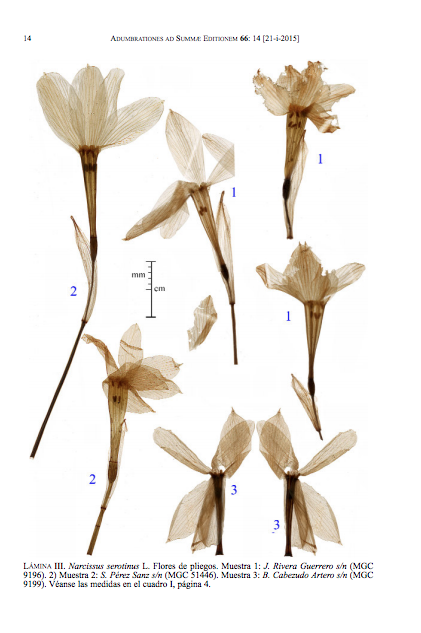 14
ADUMBRATIONES AD SUMMÆ EDITIONEM 66: 14 [21-i-2015]
1
1
mm
cm
2
1
2
3
3
LÁMINA III. Narcissus serotinus L. Flores de pliegos. Muestra 1: J. Rivera Guerrero s/n (MGC
9196). 2) Muestra 2: S. Pérez Sanz s/n (MGC 51446). Muestra 3: B. Cabezudo Artero s/n (MGC
9199). Véanse las medidas en el cuadro I, página 4.